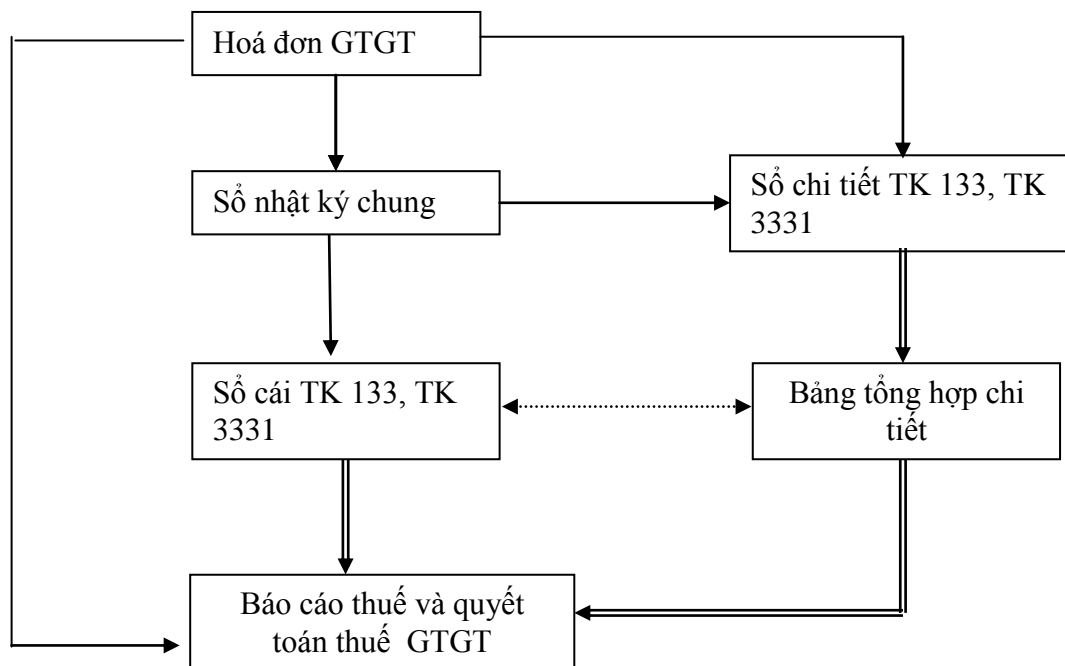 Hoá đơn GTGT
Sổ nhật ký chung
Sổ chi tiết TK 133, TK
3331
Sổ cái TK 133, TK
3331
Bảng tổng hợp chi
tiết
Báo cáo thuế và quyết
toán thuế GTGT